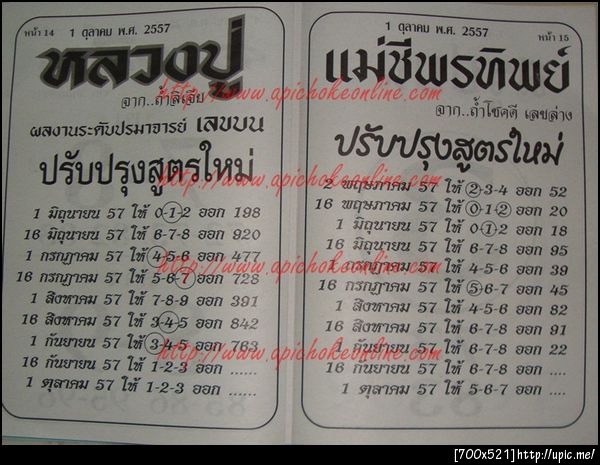 หน้า 14 1 ตุลาคม พ.ศ. 2557
หลวงปู่
จาก..ถ้ำลิเจีย
ผลงานระดับปรมาจารย์ เลขบน
ปรับปรุงสูตรใหม่
1 มิถุนายน 57 ให้ 0-1-2 ออก 198
16 มิถุนายน 57 ให้ 6-7-8 ออก 920
1 กรกฎาคม 57 ให้ 4-5-6 ออก 477
16 กรกฎาคม 57 ให้ 5-6-7 ออก 728
1 สิงหาคม 57 ให้ 7-8-9 ออก 391
16 สิงหาคม 57 ให้ 3-4-5 ออก 842
1 กันยายน 57 ให้ 3-4-5 ออก 763
16 กันยายน 57 ให้ 1-2-3 ออก ......
1 ตุลาคม 57 ให้ 1-2-3 ออก ......
1 ตุลาคม พ.ศ. 2557 หน้า 15
แม่ชีพรทิพย์
จาก..ถ้ำโชคดี เลขล่าง
ปรับปรุงสูตรใหม่
2 พฤษภาคม 57 ให้ 2-3-4 ออก 52
16 พฤษภาคม 57 ให้ 0-1-2 ออก 20
1 มิถุนายน 57 ให้ 0-1-2 ออก 18
16 มิถุนายน 57 ให้ 6-7-8 ออก 95
1 กรกฎาคม 57 ให้ 4-5-6 ออก 39
16 กรกฎาคม 57 ให้ 5-6-7 ออก 45
1 สิงหาคม 57 ให้ 4-5-6 ออก 82
16 สิงหาคม 57 ให้ 6-7-8 ออก 91
1 กันยายน 57 ให้ 6-7-8 ออก 22
16 กันยายน 57 ให้ 6-7-8 ออก ....
1 ตุลาคม 57 ให้ 5-6-7 ออก ....
http://www.apichokeonline.com
http://www.apichokeonline.com
http://www.apichokeonline.com
http://www.apichokeonline.com
[700x521]http://upic.me/